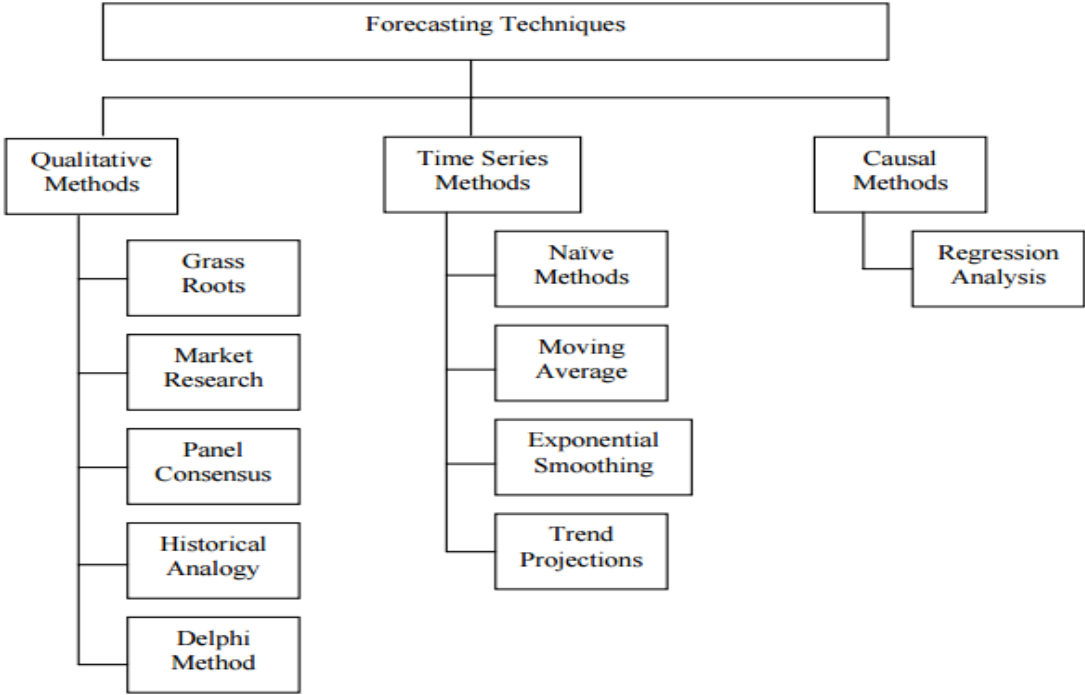 Forecasting Techniques
Qualitative
Methods
Grass
Roots
Market
Research
Panel
Consensus
Historical
Analogy
Delphi
Method
Time Series
Methods
Naïve
Methods
Moving
Average
Exponential
Smoothing
Trend
Projections
Causal
Methods
Regression
Analysis